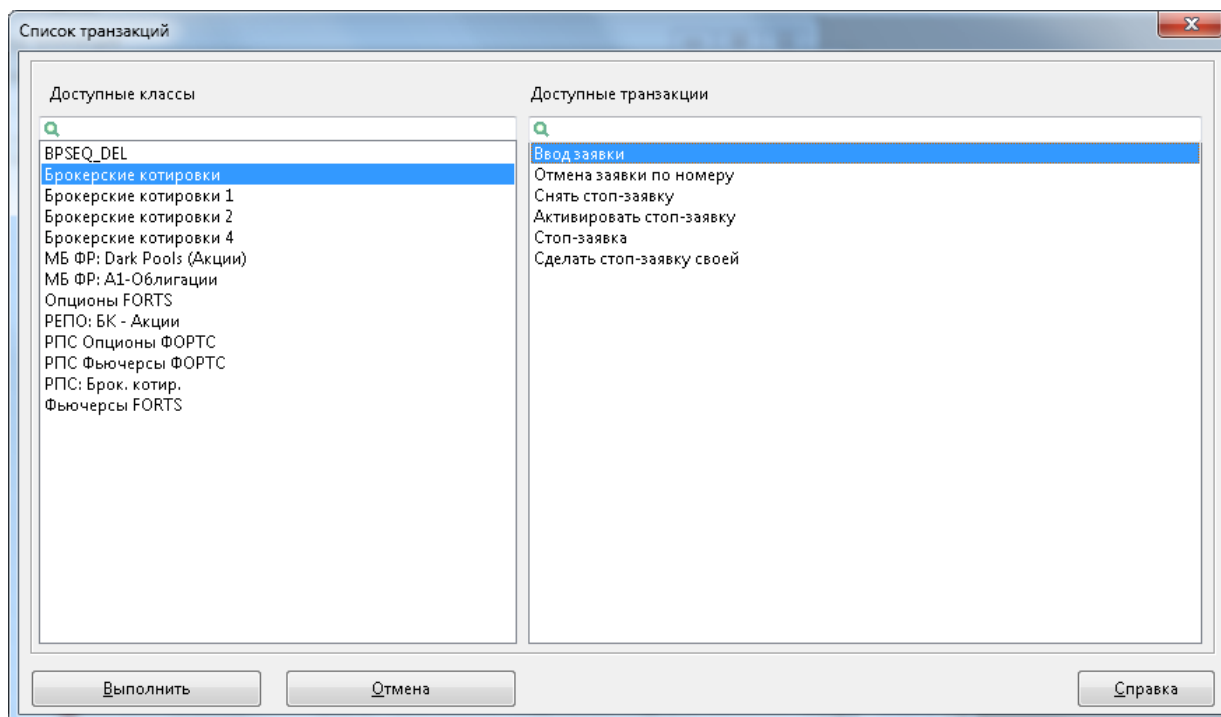 Список транзакций
Доступные классы
Доступные транзакции
BPSEQ_DEL
Брокерские котировки
Брокерские котировки 1
Брокерские котировки 2
Брокерские котировки 4
МБ ФР: Dark Pools (Акции)
МБ ФР: А1-Облигации
Опционы FORTS
РЕПО: БК - Акции
РПС Опционы ФОРТС
РПС Фьючерсы ФОРТС
РПС: Брок. котир.
Фьючерсы FORTS
Ввод заявки
Отмена заявки по номеру
Снять стоп-заявку
Активировать стоп-заявку
Стоп-заявка
Сделать стоп-заявку своей
Выполнить
Отмена
Справка